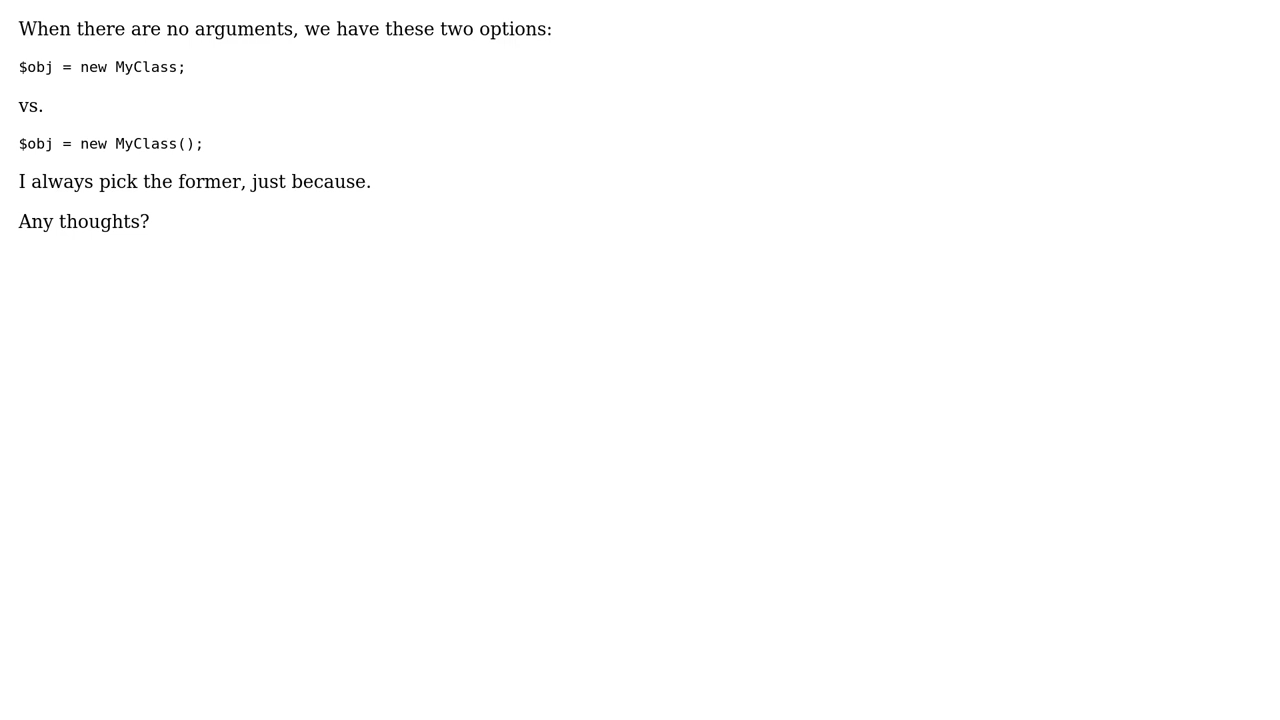 When there are no arguments, we have these two options:
$obj = new MyClass;
vs.
$obj = new MyClass();
I always pick the former, just because.
Any thoughts?